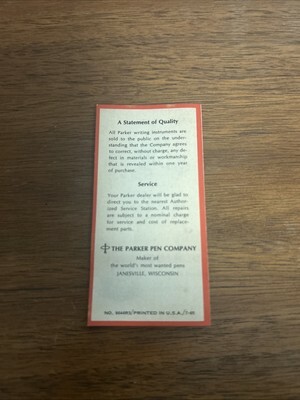 A Statement of Quality
All Parker writing instruments are
sold to the public on the under-
standing that the Company agrees
to correct, without charge, any de-
fect in materials or workmanship
that is revealed within one year
of purchase.
Service
Your Parker dealer will be glad to
direct you to the nearest Author-
ized Service Station. All repairs
are subject to a nominal charge
for service and cost of replace-
ment parts.
THE PARKER PEN COMPANY
Maker of
the world's most wanted pens
JANESVILLE, WISCONSIN
PRINTED IN U.S.A.